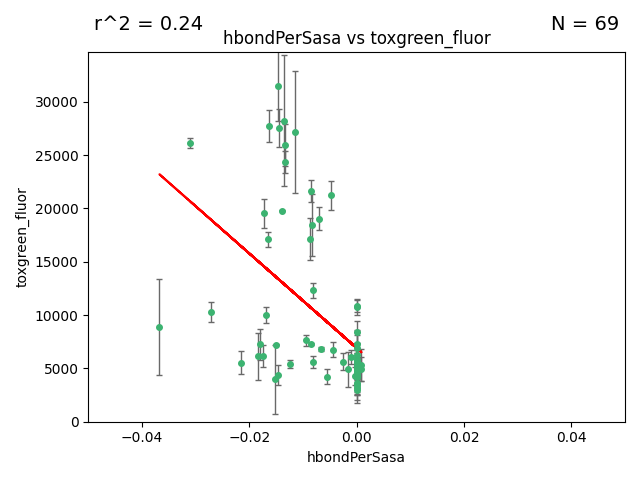 r^2 = 0.24
N = 69
hbondPerSasa vs toxgreen_fluor
30000
25000
20000
15000
10000
5000
0
toxgreen_fluor
−0.04
−0.02
0.00
0.02
0.04
hbondPerSasa